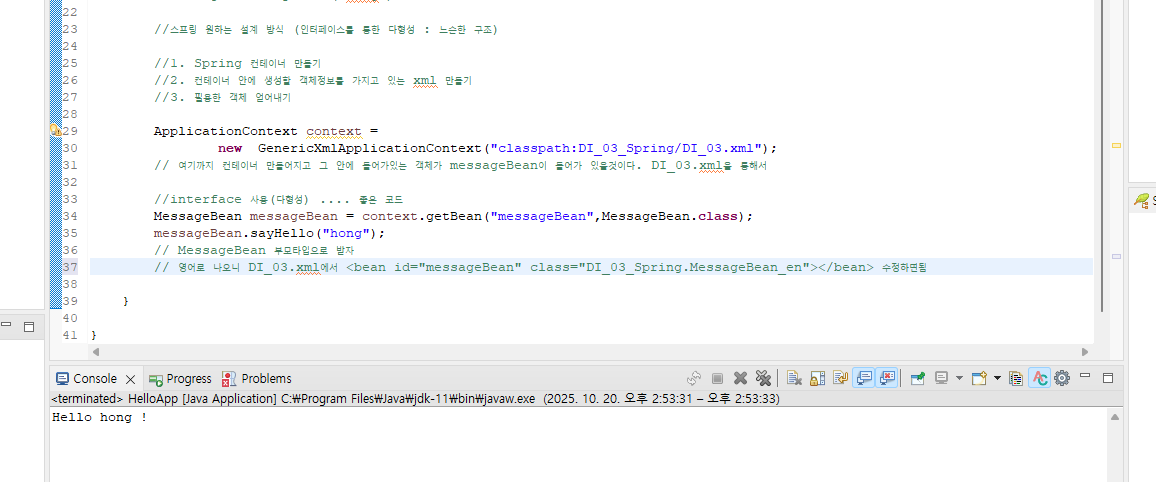 22
23 //스프링 원하는 설계 방식 (인터페이스를 통한 다형성 : 느슨한 구조)
24
25 //1. Spring 컨테이너 만들기
26 //2. 컨테이너 안에 생성할 객체정보를 가지고 있는 xml 만들기
27 //3. 필용한 객체 얻어내기
28
29 ApplicationContext context =
30 new GenericXmlApplicationContext("classpath:DI_03_Spring/DI_03.xml");
31 // 여기까지 컨테이너 만들어지고 그 안에 들어가있는 객체가 messageBean이 들어가 있을것이다. DI_03.xml을 통해서
32
33 //interface 사용(다형성) .... 좋은 코드
34 MessageBean messageBean = context.getBean("messageBean",MessageBean.class);
35 messageBean.sayHello("hong");
36 // MessageBean 부모타입으로 받자
37 // 영어로 나오니 DI_03.xml에서 <bean id="messageBean" class="DI_03_Spring.MessageBean_en"></bean> 수정하면됨
38
39 }
40
41 }
Console Progress Problems
<terminated> HelloApp [Java Application] C:￦Program Files￦Java￦jdk-11￦bin￦javaw.exe (2025. 10. 20. 오후 2:53:31 – 오후 2:53:33)
Hello hong !